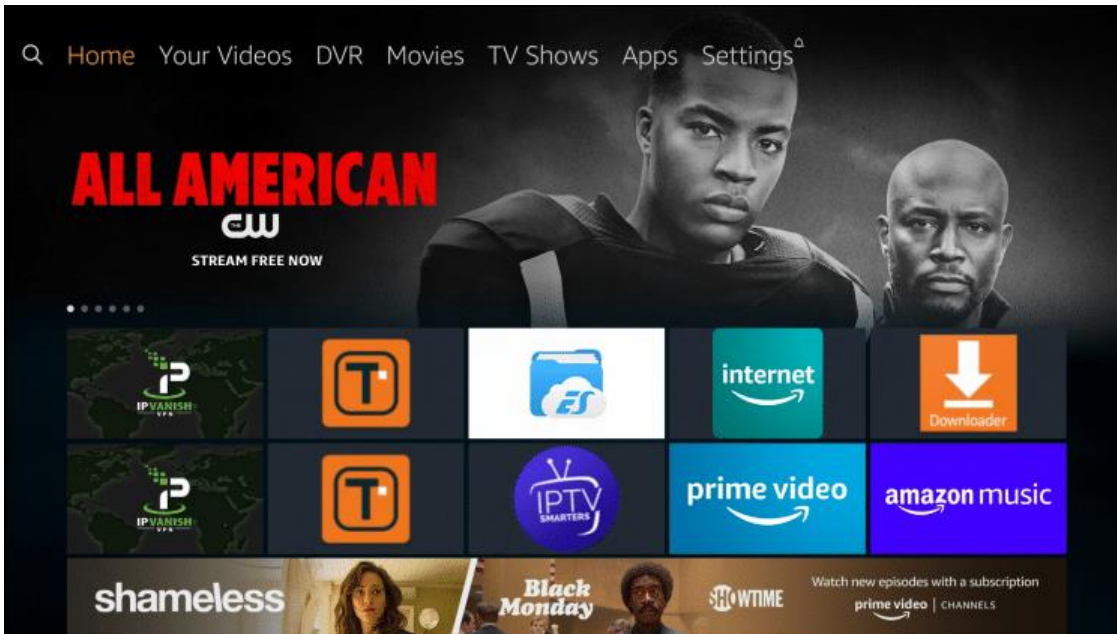 Home Your Videos DVR Movies TV Shows Apps Settings
ALL AMERICAN
THE CW
STREAM FREE NOW
IPVANISH
VPN
T
ES
internet
Downloader
IPVANISH
VPN
T
IPTV
SMARTERS
prime video
amazon music
shameless
Black
Monday
SHOWTIME
Watch new episodes with a subscription
prime video | CHANNELS